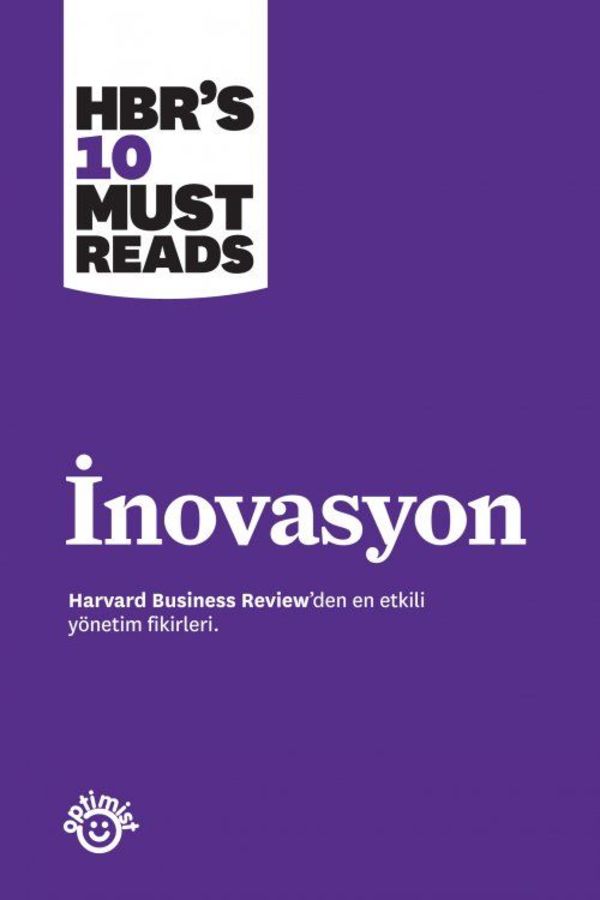 HBR'S
10
MUST
READS
İnovasyon
Harvard Business Review'den en etkili
yönetim fikirleri.
optimist